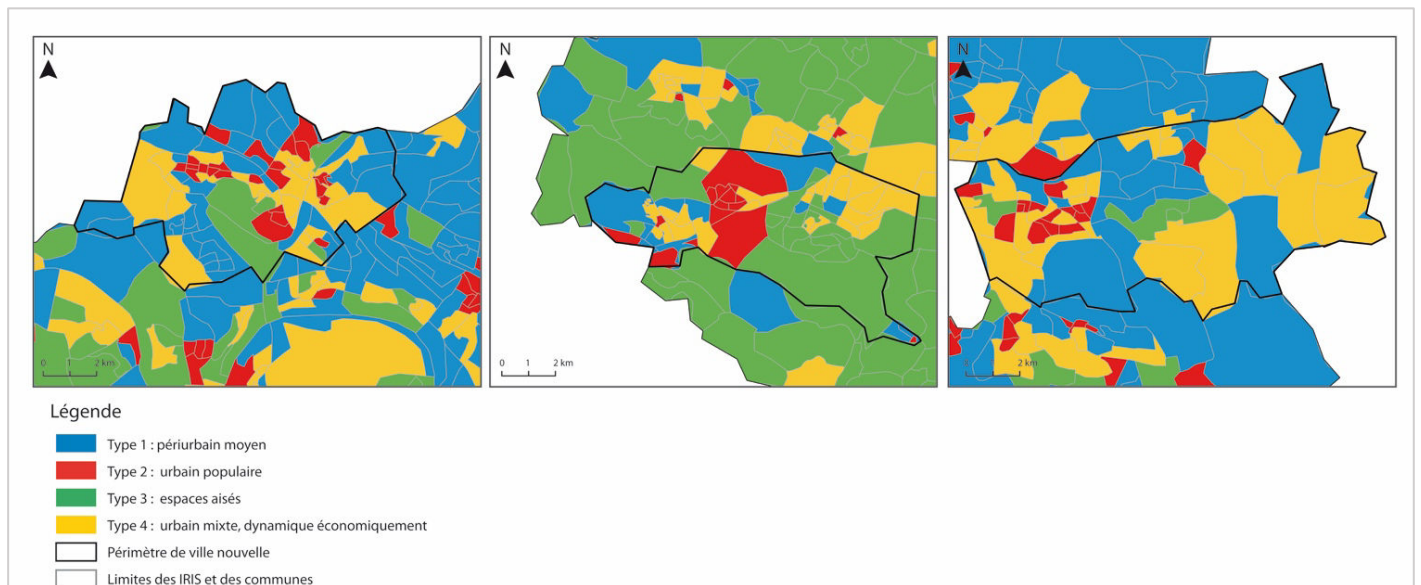 N
N
N
0 1 2 km
0 1 2 km
0 1 2 km
Légende
Type 1 : périurbain moyen
Type 2 : urbain populaire
Type 3 : espaces aisés
Type 4 : urbain mixte, dynamique économiquement
Périmètre de ville nouvelle
Limites des IRIS et des communes